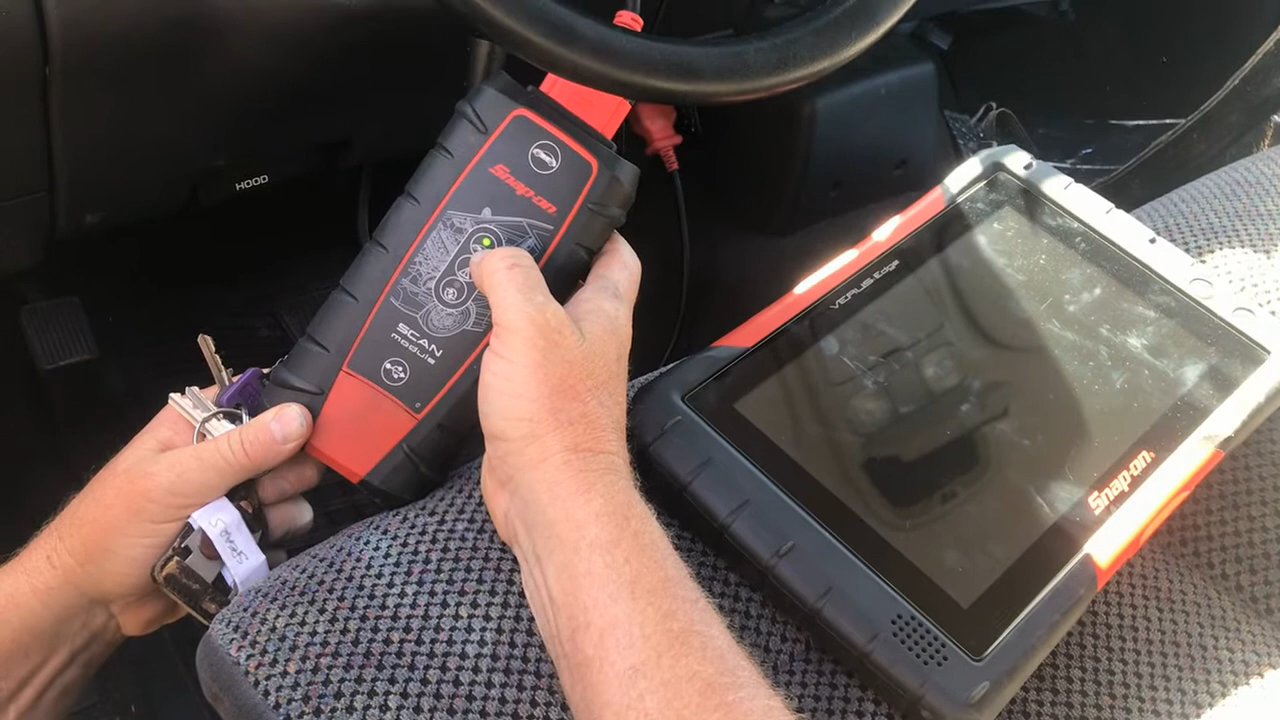 HOOD
Snap-on
SCAN
module
VERUS Edge
Snap-on